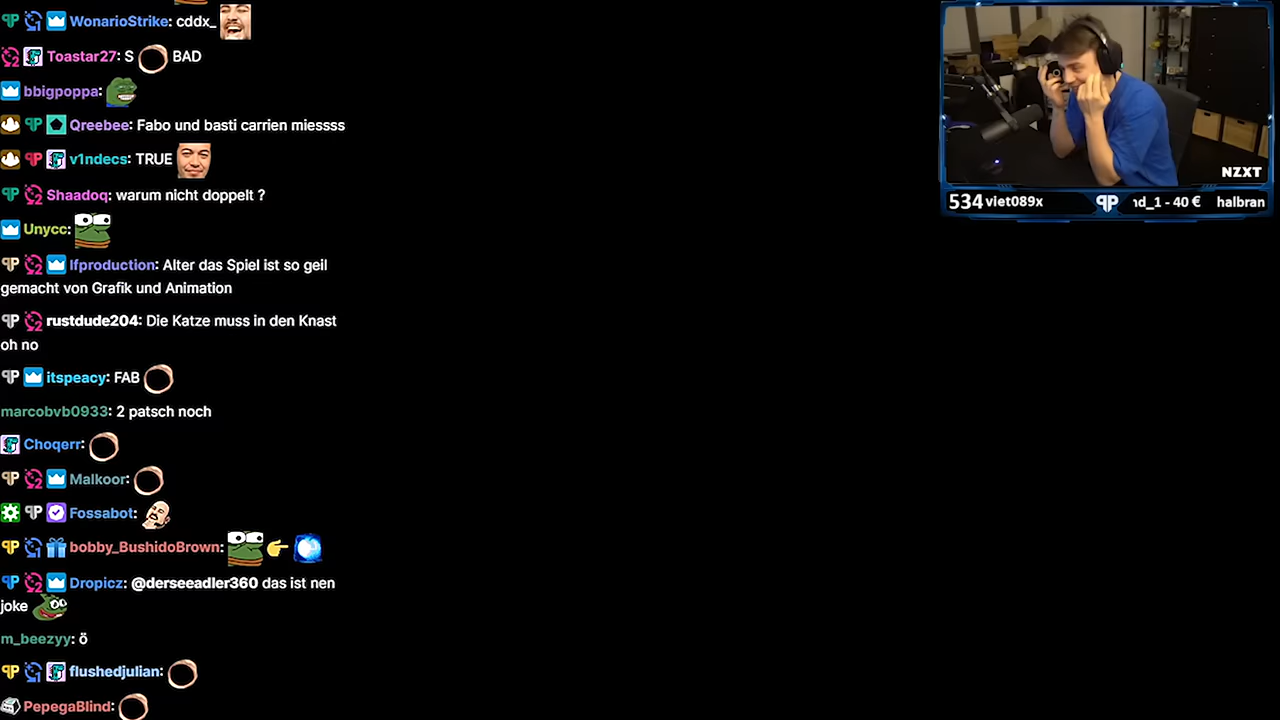 WonarioStrike: cddx_
Toastar27: S BAD
bbigpoppa:
Qreebee: Fabo und basti carrien miessss
v1ndecs: TRUE
Shaadoq: warum nicht doppelt ?
Unycc:
lfproduction: Alter das Spiel ist so geil
gemacht von Grafik und Animation
rustdude204: Die Katze muss in den Knast
oh no
itspeacy: FAB
marcobvb0933: 2 patsch noch
Choqerr:
Malkoor:
Fossabot:
bobby_BushidoBrown:
Dropicz: @derseeadler360 das ist nen
joke
m_beezyy: ö
flushedjulian:
PepegaBlind:
NZXT
534 viet089x
nd_1 - 40 € halbran